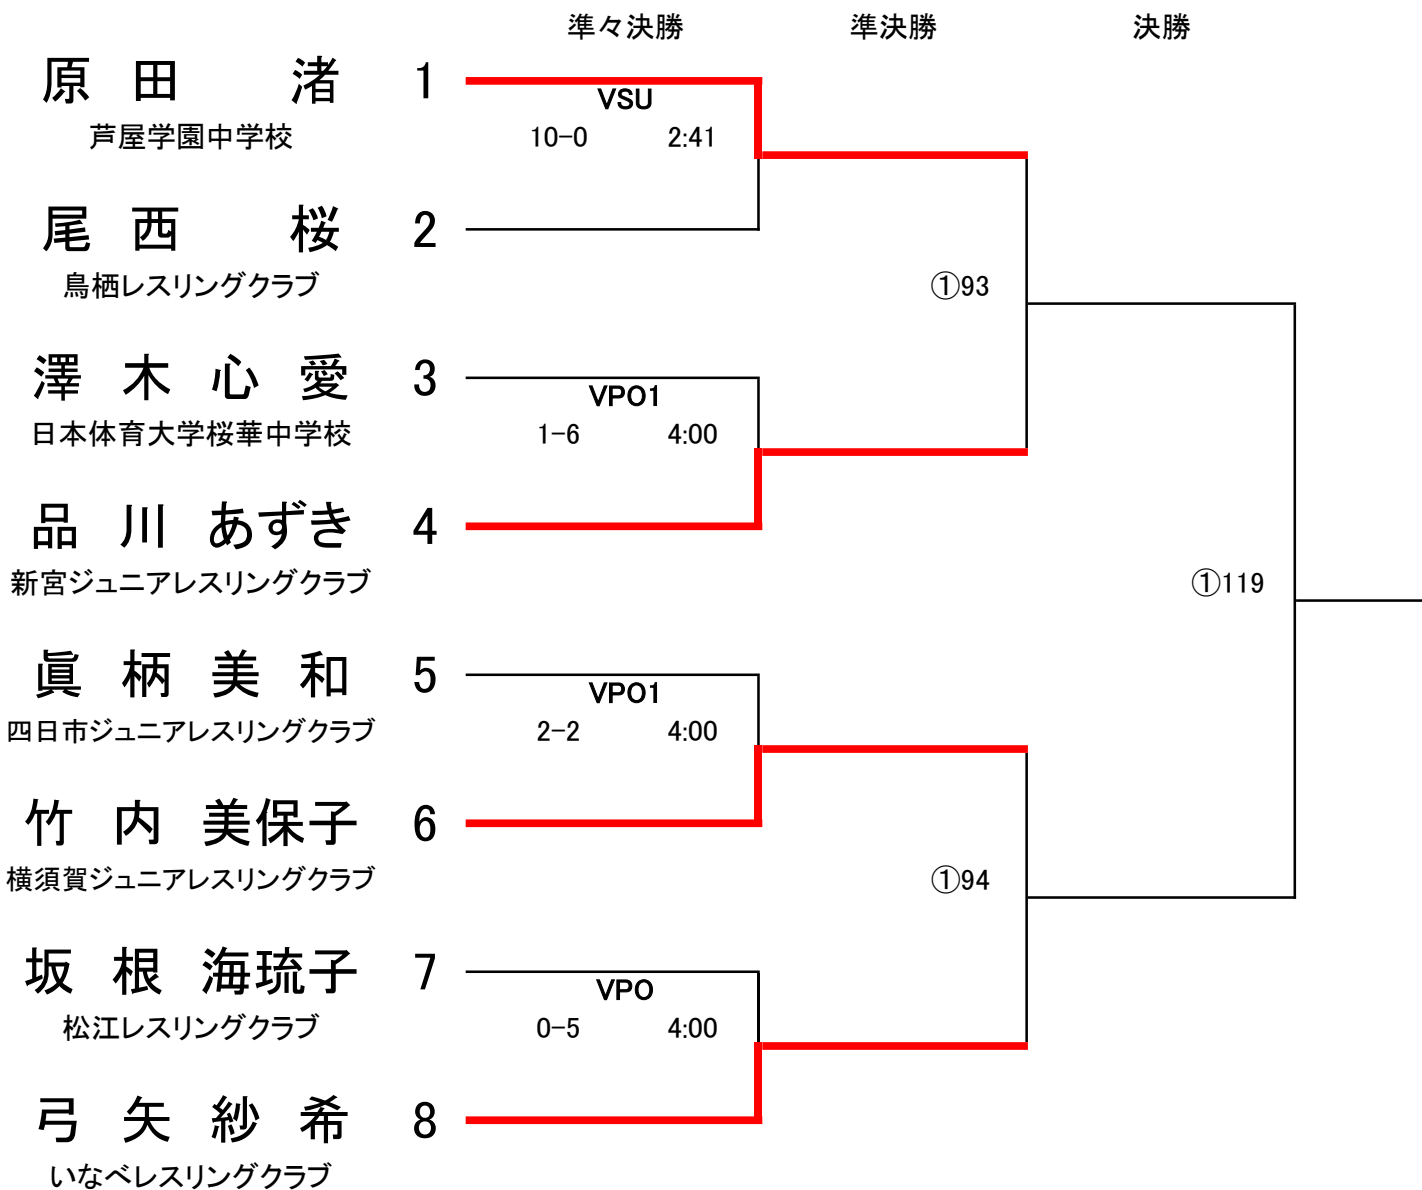 準々決勝 準決勝 決勝
原田 渚 1
VSU
芦屋学園中学校
10-0 2:41
尾西 桜 2
鳥栖レスリングクラブ
①93
澤木心愛 3
VPO1
日本体育大学桜華中学校
1-6 4:00
品川あずき 4
新宮ジュニアレスリングクラブ
①119
眞柄美和 5
VPO1
四日市ジュニアレスリングクラブ
2-2 4:00
竹内美保子 6
横須賀ジュニアレスリングクラブ
①94
坂根海琉子 7
VPO
松江レスリングクラブ
0-5 4:00
弓矢紗希 8
いなべレスリングクラブ